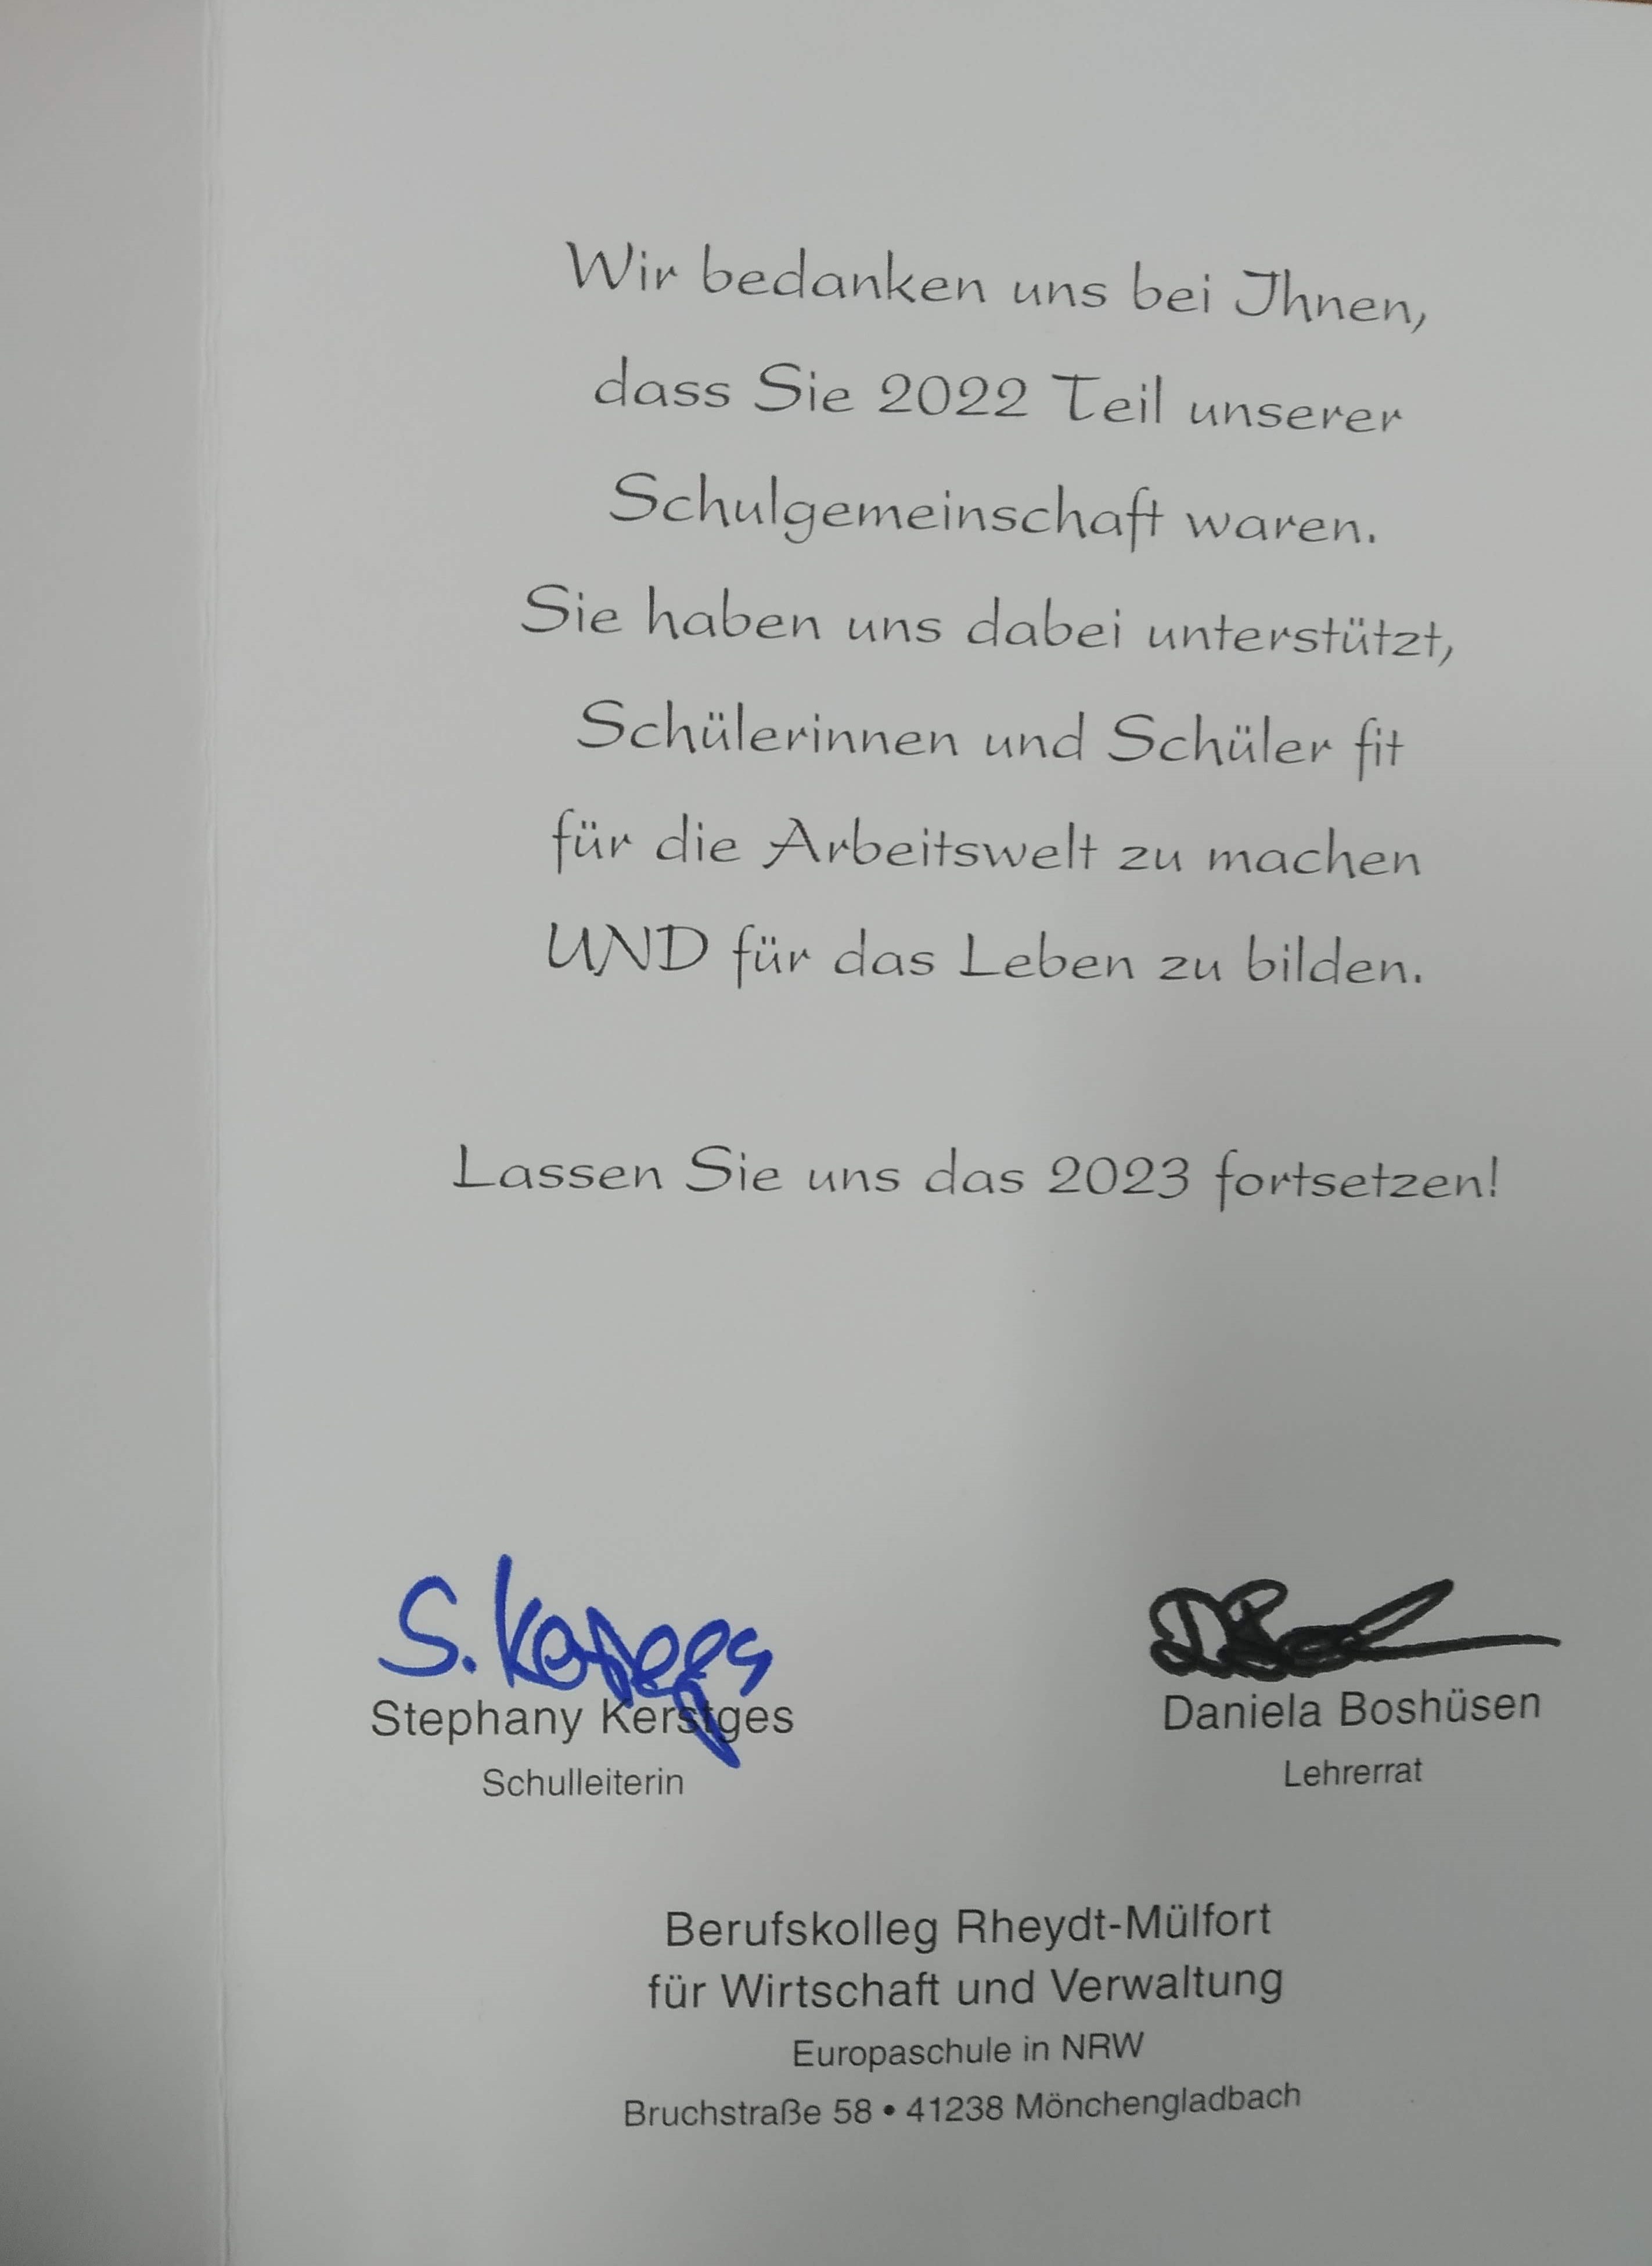 Wir bedanken uns bei Ihnen,
dass Sie 2022 Teil unserer
Schulgemeinschaft waren.
Sie haben uns dabei unterstützt,
Schülerinnen und Schüler fit
für die Arbeitswelt zu machen
UND für das Leben zu bilden.
Lassen Sie uns das 2023 fortsetzen!
Stephany Kerstges
Schulleiterin
Daniela Boshüsen
Lehrerrat
Berufskolleg Rheydt-Mülfort
für Wirtschaft und Verwaltung
Europaschule in NRW
Bruchstraße 58 • 41238 Mönchengladbach